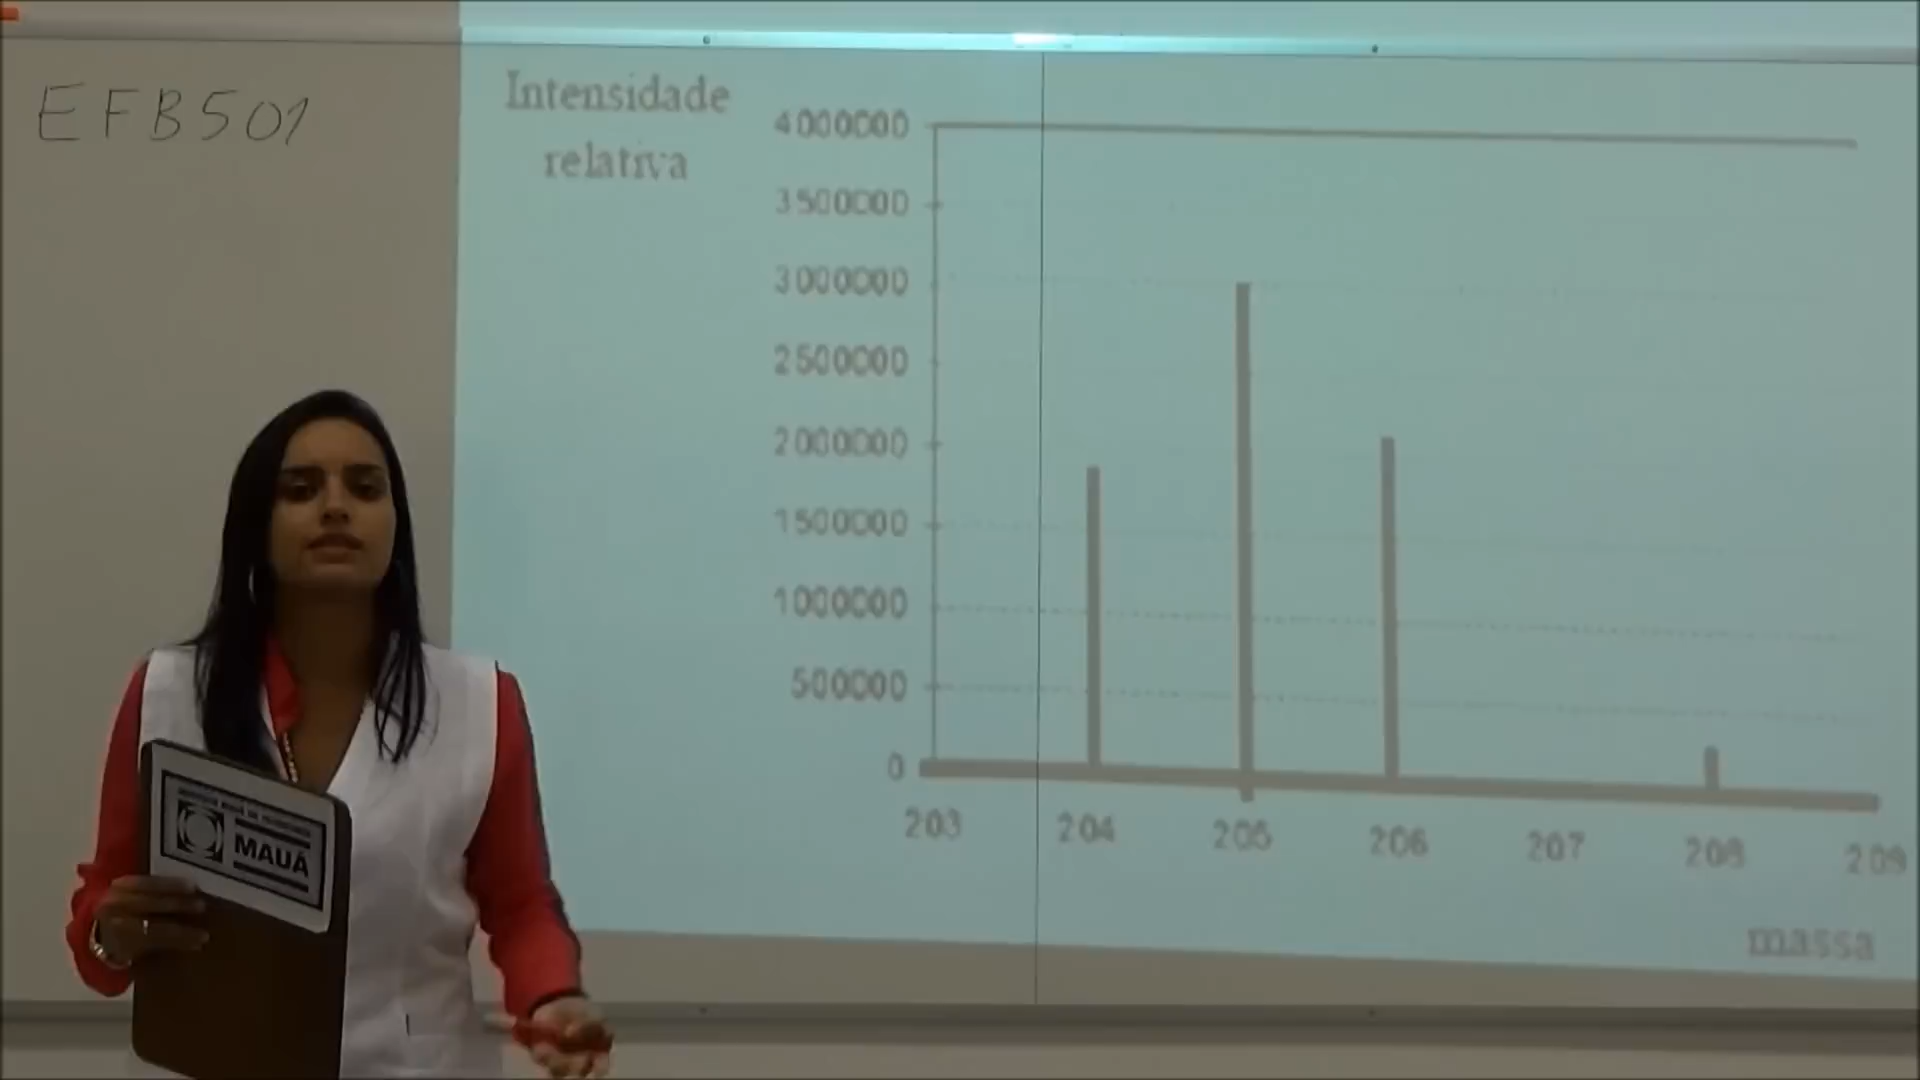 EFB501
Intensidade
relativa
4000000
3500000
3000000
2500000
2000000
1500000
1000000
500000
0
203 204 205 206 207 208 209
massa
MAUÁ